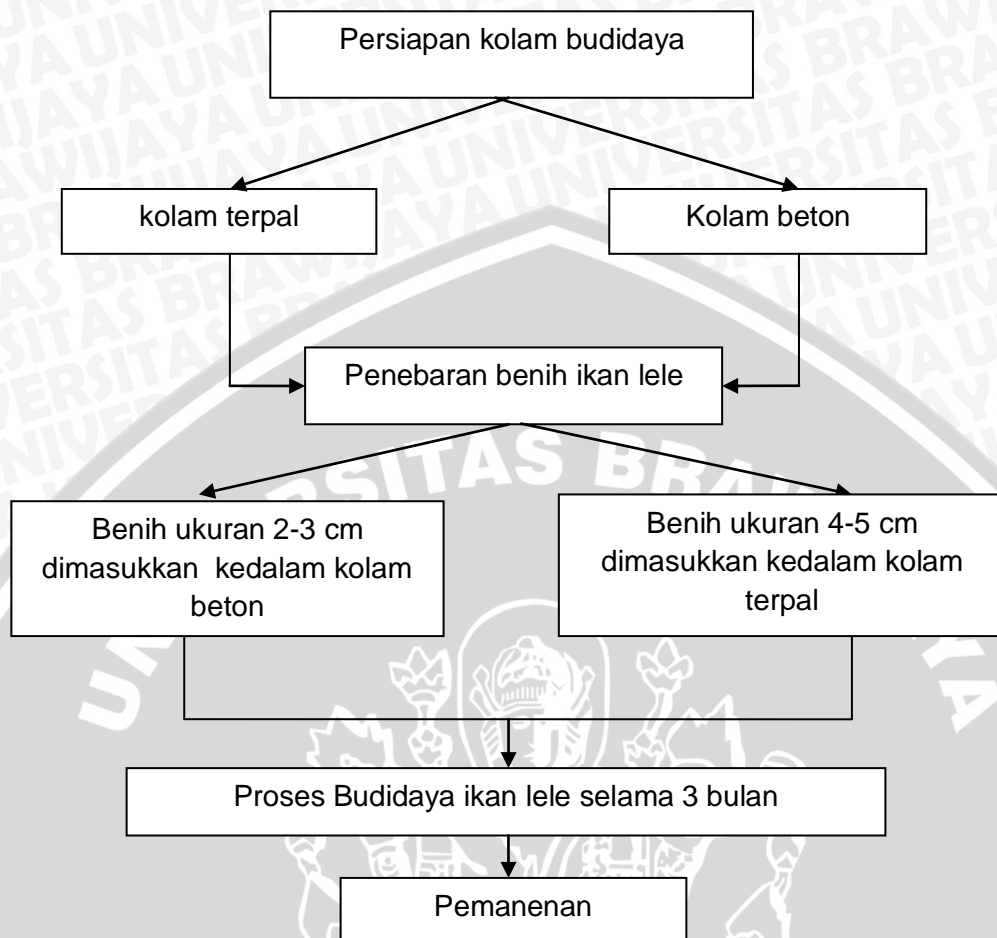 Persiapan kolam budidaya
kolam terpal
Kolam beton
Penebaran benih ikan lele
Benih ukuran 2-3 cm
dimasukkan kedalam kolam
beton
Benih ukuran 4-5 cm
dimasukkan kedalam kolam
terpal
Proses Budidaya ikan lele selama 3 bulan
Pemanenan